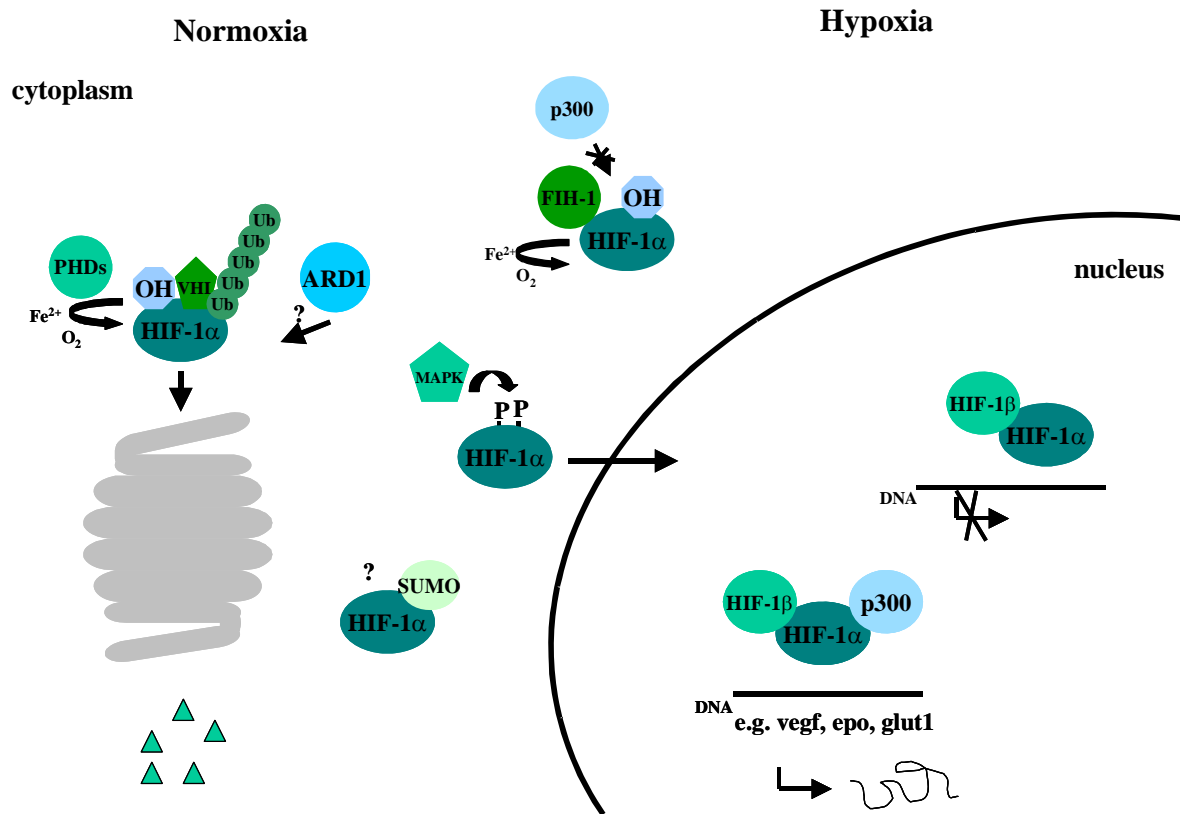 Normoxia
Hypoxia
cytoplasm
p300
FIH-1
OH
HIF-1α
Fe²⁺
O₂
nucleus
PHDs
OH
VHL
Ub
Ub
Ub
Ub
Ub
ARD1
?
Fe²⁺
O₂
HIF-1α
MAPK
P P
HIF-1α
HIF-1β
HIF-1α
DNA
?
SUMO
HIF-1α
HIF-1β
HIF-1α
p300
DNA
e.g. vegf, epo, glut1